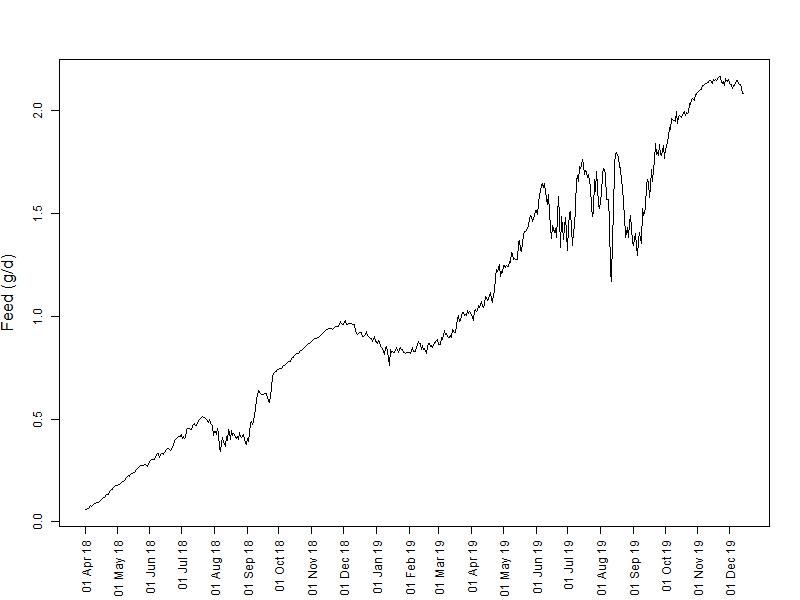 Feed (g/d)
2.0
1.5
1.0
0.5
0.0
01 Apr 18
01 May 18
01 Jun 18
01 Jul 18
01 Aug 18
01 Sep 18
01 Oct 18
01 Nov 18
01 Dec 18
01 Jan 19
01 Feb 19
01 Mar 19
01 Apr 19
01 May 19
01 Jun 19
01 Jul 19
01 Aug 19
01 Sep 19
01 Oct 19
01 Nov 19
01 Dec 19